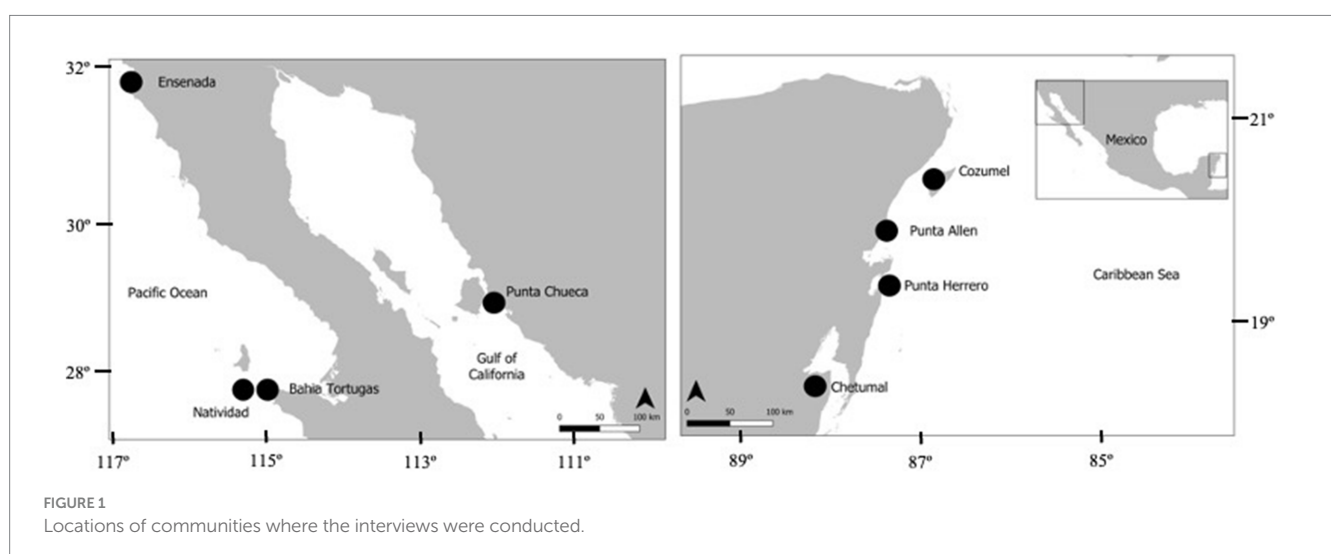 32°
30°
28°
117°
115°
113°
111°
Ensenada
Pacific Ocean
Punta Chueca
Gulf of
California
Bahia Tortugas
Natividad
0 50 100 km
21°
19°
89°
87°
85°
Mexico
Cozumel
Punta Allen
Caribbean Sea
Punta Herrero
Chetumal
0 50 100 km
FIGURE 1
Locations of communities where the interviews were conducted.